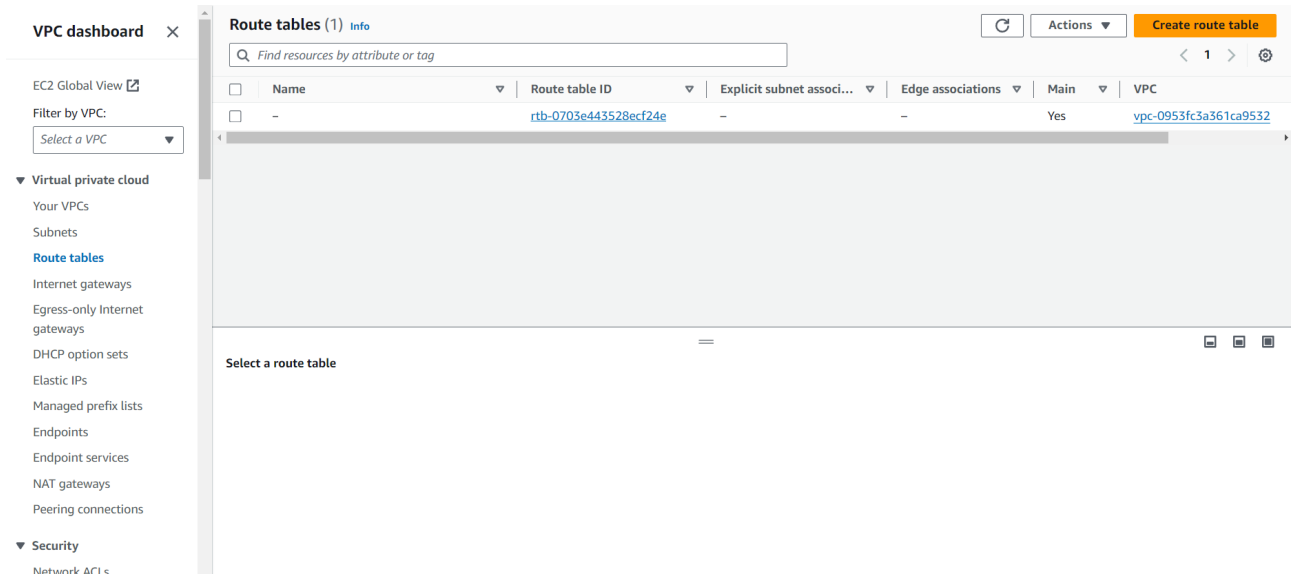 VPC dashboard
EC2 Global View
Filter by VPC:
Select a VPC
Virtual private cloud
Your VPCs
Subnets
Route tables
Internet gateways
Egress-only Internet
gateways
DHCP option sets
Elastic IPs
Managed prefix lists
Endpoints
Endpoint services
NAT gateways
Peering connections
Security
Network ACLs
Route tables (1) Info
Actions
Create route table
Find resources by attribute or tag
1
Name Route table ID Explicit subnet associ... Edge associations Main VPC
– rtb-0703e443528ecf24e – – Yes vpc-0953fc3a361ca9532
Select a route table